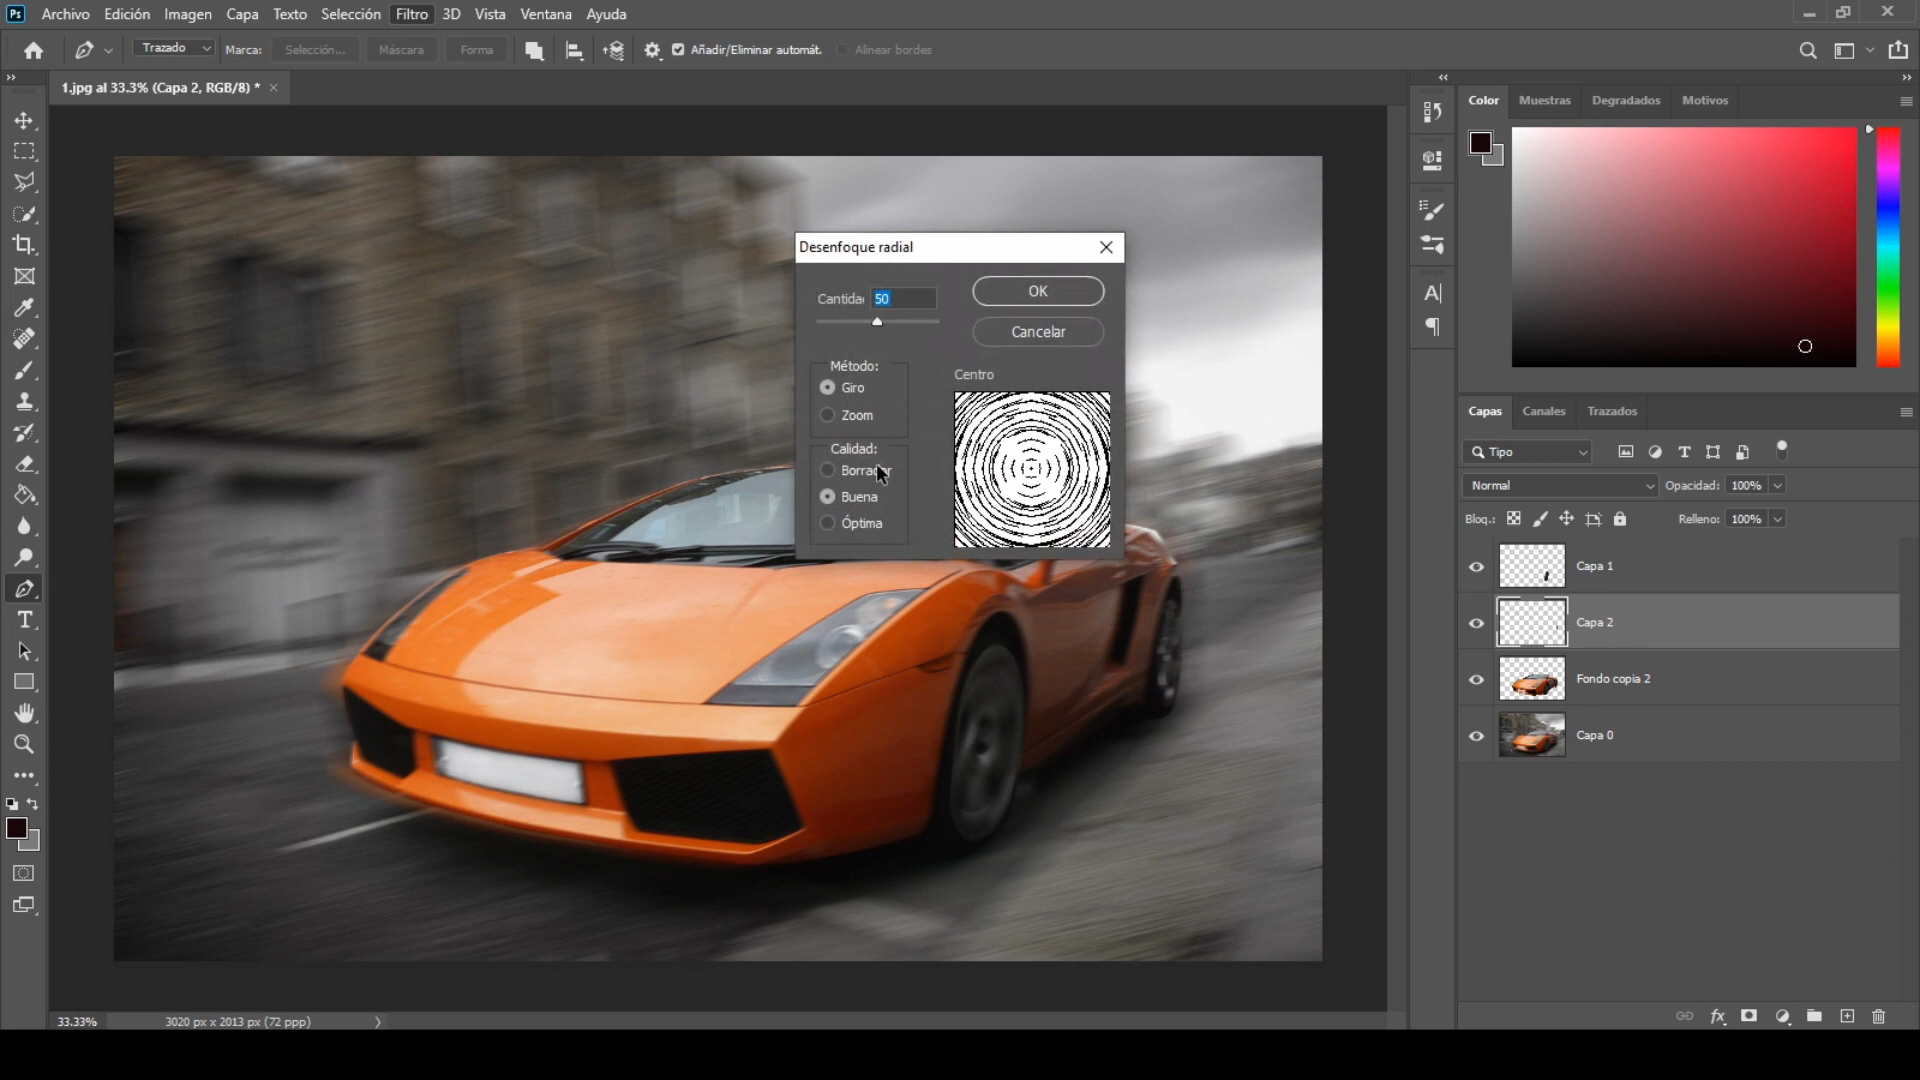 Ps Archivo Edición Imagen Capa Texto Selección Filtro 3D Vista Ventana Ayuda
Trazado Marca: Selección... Máscara Forma Añadir/Eliminar automát. Alinear bordes
1.jpg al 33.3% (Capa 2, RGB/8) *
Desenfoque radial
Cantidad 50
OK
Cancelar
Método:
Giro
Zoom
Centro
Calidad:
Borrador
Buena
Óptima
Color Muestras Degradados Motivos
Capas Canales Trazados
Tipo
Normal Opacidad: 100%
Bloq.: Relleno: 100%
Capa 1
Capa 2
Fondo copia 2
Capa 0
33.33% 3020 px x 2013 px (72 ppp)